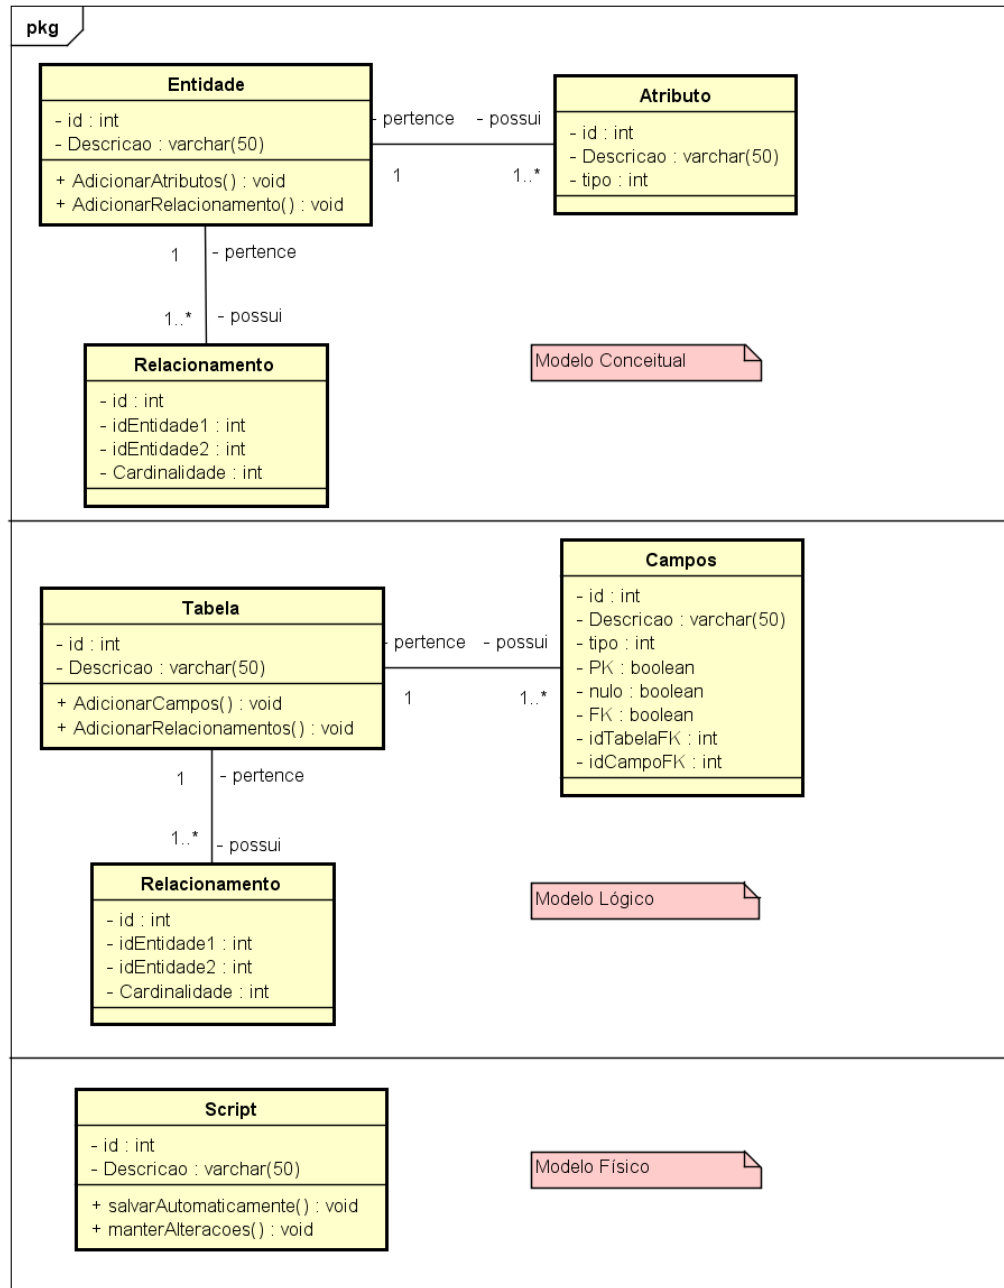 pkg
Entidade
- id : int
- Descricao : varchar(50)
+ AdicionarAtributos() : void
+ AdicionarRelacionamento() : void
- pertence
- possui
1
1..*
Atributo
- id : int
- Descricao : varchar(50)
- tipo : int
1
- pertence
1..*
- possui
Relacionamento
- id : int
- idEntidade1 : int
- idEntidade2 : int
- Cardinalidade : int
Modelo Conceitual
Tabela
- id : int
- Descricao : varchar(50)
+ AdicionarCampos() : void
+ AdicionarRelacionamentos() : void
- pertence
- possui
1
1..*
Campos
- id : int
- Descricao : varchar(50)
- tipo : int
- PK : boolean
- nulo : boolean
- FK : boolean
- idTabelaFK : int
- idCampoFK : int
1
- pertence
1..*
- possui
Relacionamento
- id : int
- idEntidade1 : int
- idEntidade2 : int
- Cardinalidade : int
Modelo Lógico
Script
- id : int
- Descricao : varchar(50)
+ salvarAutomaticamente() : void
+ manterAlteracoes() : void
Modelo Físico